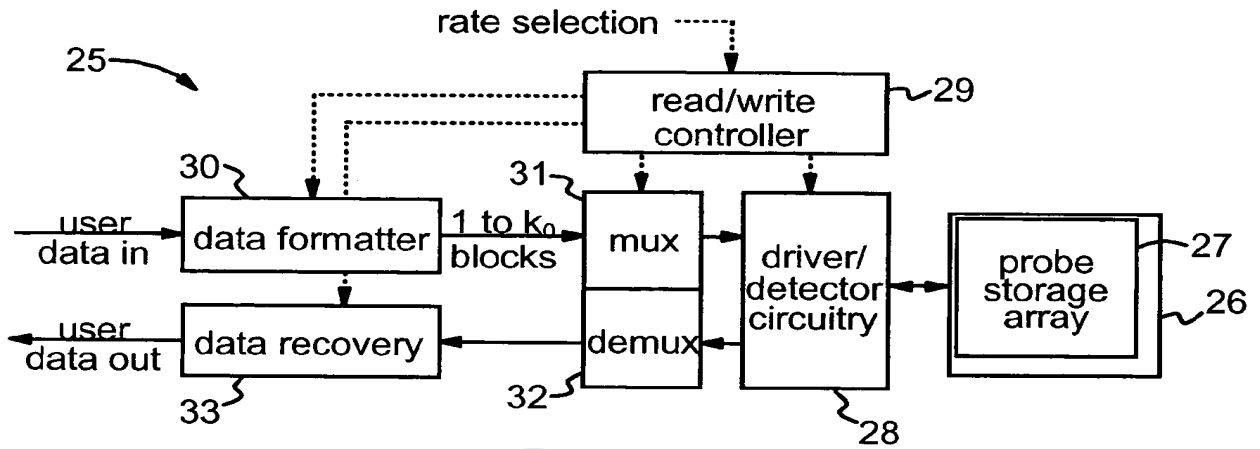 rate selection
25
read/write
controller
29
30
31
user
data in
data formatter
1 to k₀
blocks
mux
driver/
detector
circuitry
probe
storage
array
27
26
user
data out
data recovery
demux
33
32
28